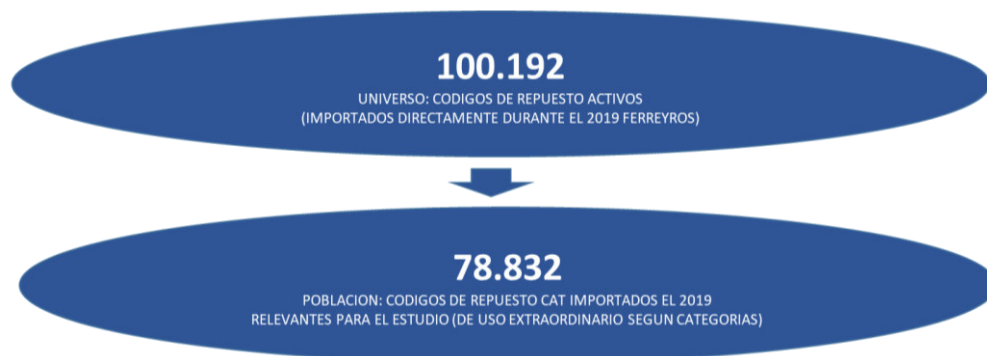 100.192
UNIVERSO: CODIGOS DE REPUESTO ACTIVOS
(IMPORTADOS DIRECTAMENTE DURANTE EL 2019 FERREYROS)
78.832
POBLACION: CODIGOS DE REPUESTO CAT IMPORTADOS EL 2019
RELEVANTES PARA EL ESTUDIO (DE USO EXTRAORDINARIO SEGUN CATEGORIAS)